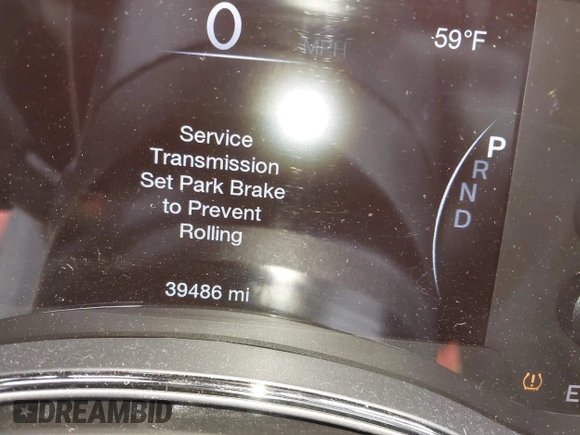 0
MPH
59°F
Service
Transmission
Set Park Brake
to Prevent
Rolling
P
R
N
D
39486 mi
E
DREAMBID